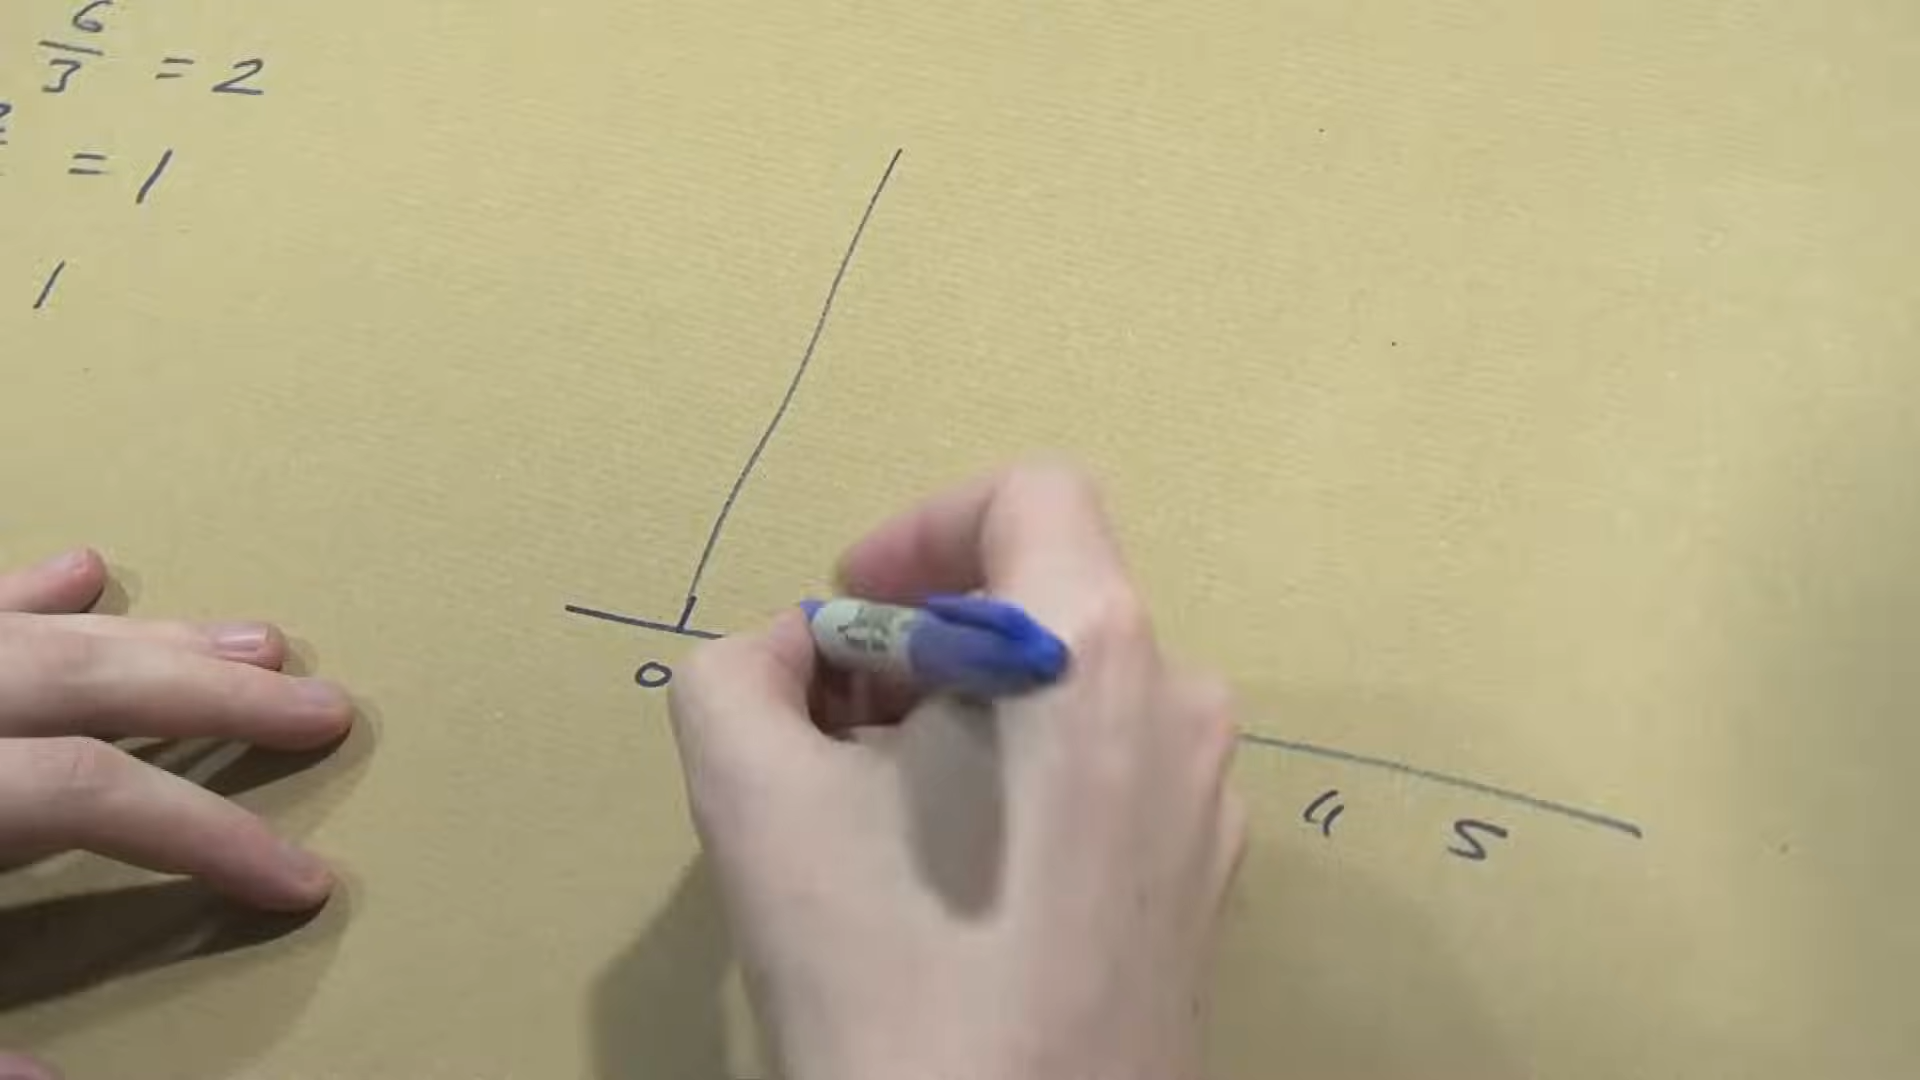 6
3 = 2
= 1
1
0 4 5